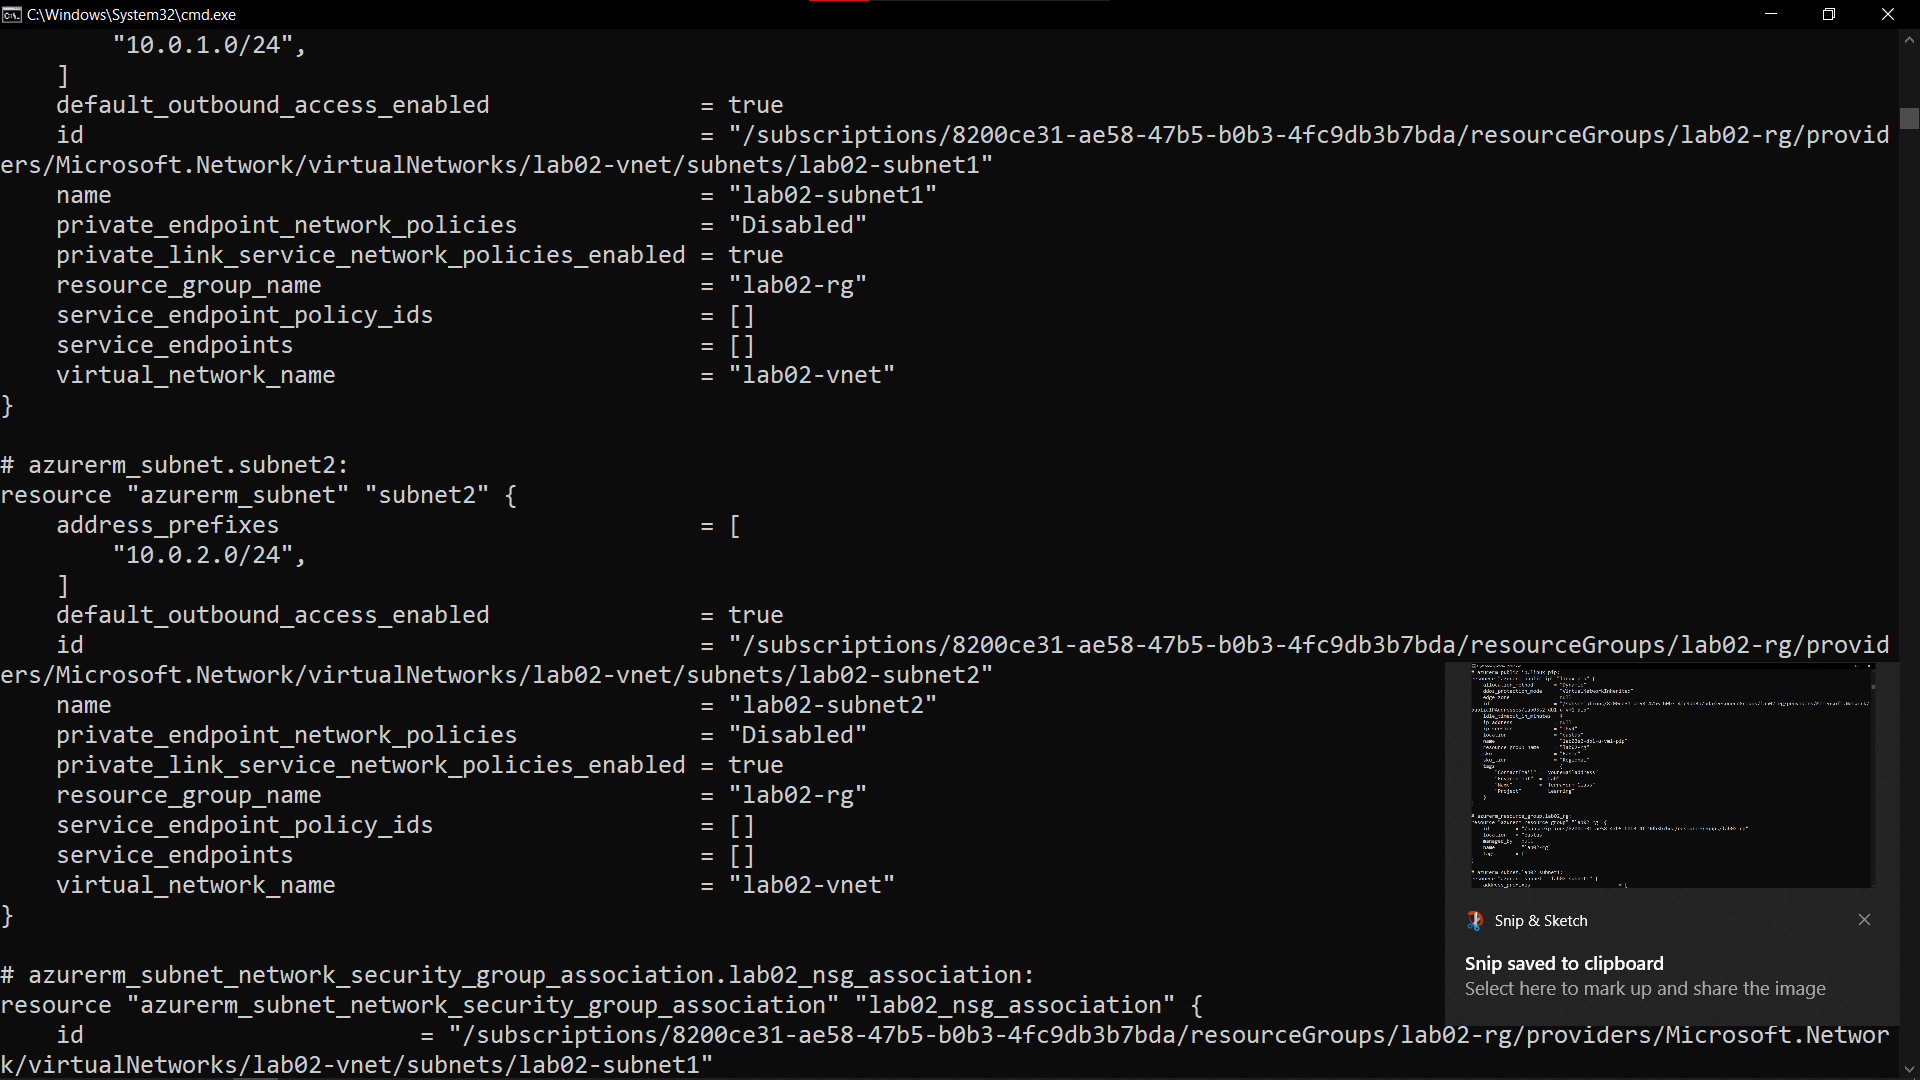 C:\Windows\System32\cmd.exe
"10.0.1.0/24",
]
default_outbound_access_enabled = true
id = "/subscriptions/8200ce31-ae58-47b5-b0b3-4fc9db3b7bda/resourceGroups/lab02-rg/provid
ers/Microsoft.Network/virtualNetworks/lab02-vnet/subnets/lab02-subnet1"
name = "lab02-subnet1"
private_endpoint_network_policies = "Disabled"
private_link_service_network_policies_enabled = true
resource_group_name = "lab02-rg"
service_endpoint_policy_ids = []
service_endpoints = []
virtual_network_name = "lab02-vnet"
}
# azurerm_subnet.subnet2:
resource "azurerm_subnet" "subnet2" {
address_prefixes = [
"10.0.2.0/24",
]
default_outbound_access_enabled = true
id = "/subscriptions/8200ce31-ae58-47b5-b0b3-4fc9db3b7bda/resourceGroups/lab02-rg/provid
ers/Microsoft.Network/virtualNetworks/lab02-vnet/subnets/lab02-subnet2"
name = "lab02-subnet2"
private_endpoint_network_policies = "Disabled"
private_link_service_network_policies_enabled = true
resource_group_name = "lab02-rg"
service_endpoint_policy_ids = []
service_endpoints = []
virtual_network_name = "lab02-vnet"
}
# azurerm_subnet_network_security_group_association.lab02_nsg_association:
resource "azurerm_subnet_network_security_group_association" "lab02_nsg_association" {
id = "/subscriptions/8200ce31-ae58-47b5-b0b3-4fc9db3b7bda/resourceGroups/lab02-rg/providers/Microsoft.Networ
k/virtualNetworks/lab02-vnet/subnets/lab02-subnet1"
Snip & Sketch
Snip saved to clipboard
Select here to mark up and share the image